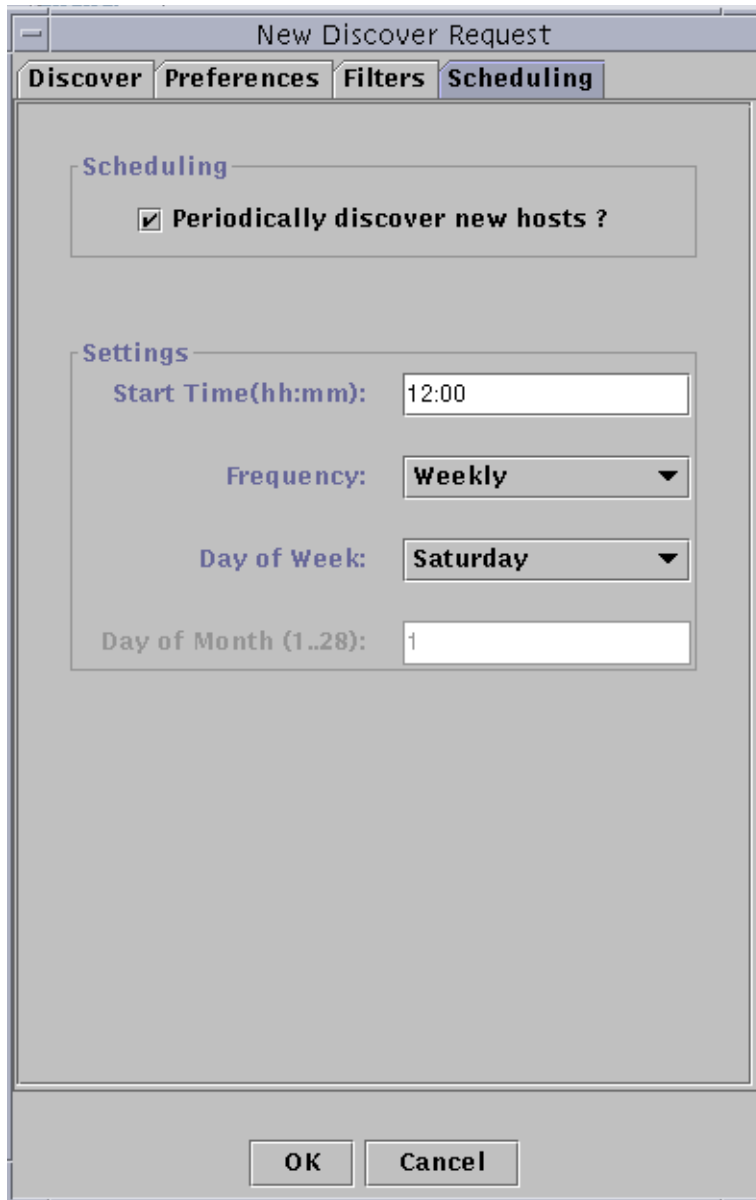 New Discover Request
Discover Preferences Filters Scheduling
Scheduling
Periodically discover new hosts ?
Settings
Start Time(hh:mm): 12:00
Frequency: Weekly
Day of Week: Saturday
Day of Month (1..28): 1
OK Cancel